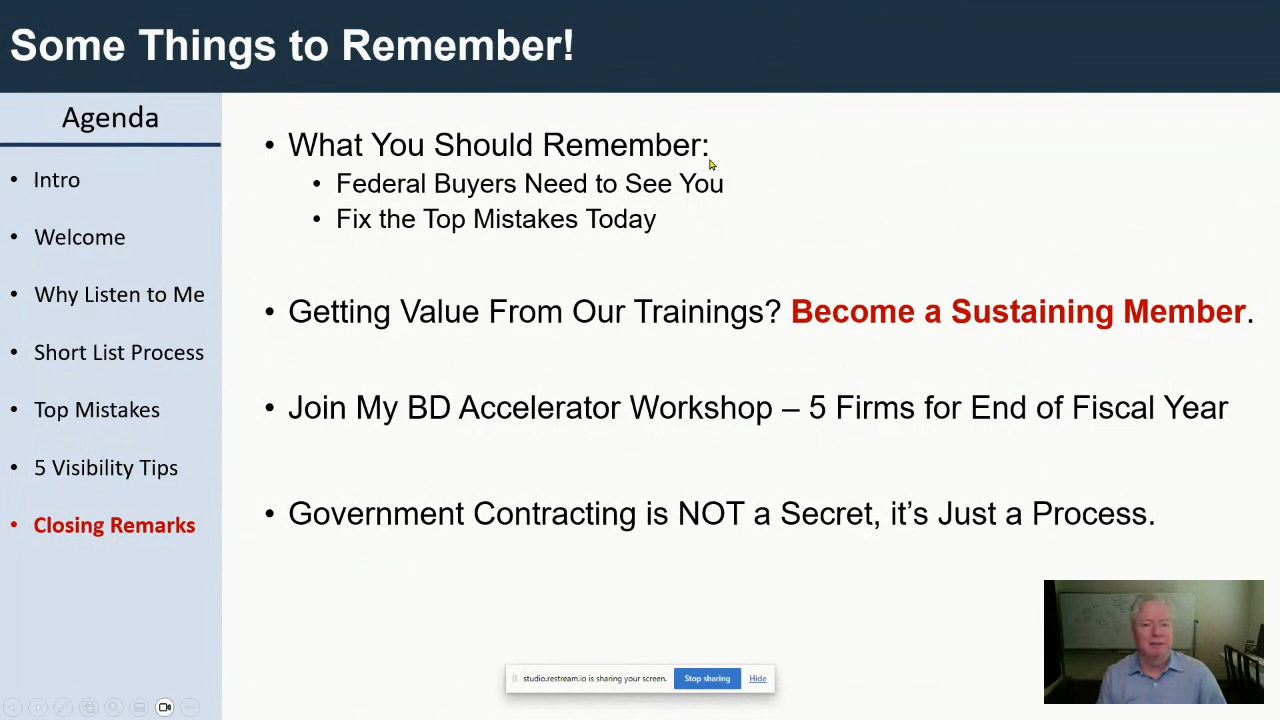 Some Things to Remember!
Agenda
• Intro
• Welcome
• Why Listen to Me
• Short List Process
• Top Mistakes
• 5 Visibility Tips
• Closing Remarks
• What You Should Remember:
• Federal Buyers Need to See You
• Fix the Top Mistakes Today
• Getting Value From Our Trainings? Become a Sustaining Member.
• Join My BD Accelerator Workshop – 5 Firms for End of Fiscal Year
• Government Contracting is NOT a Secret, it’s Just a Process.
studio.restream.io is sharing your screen. Stop sharing Hide